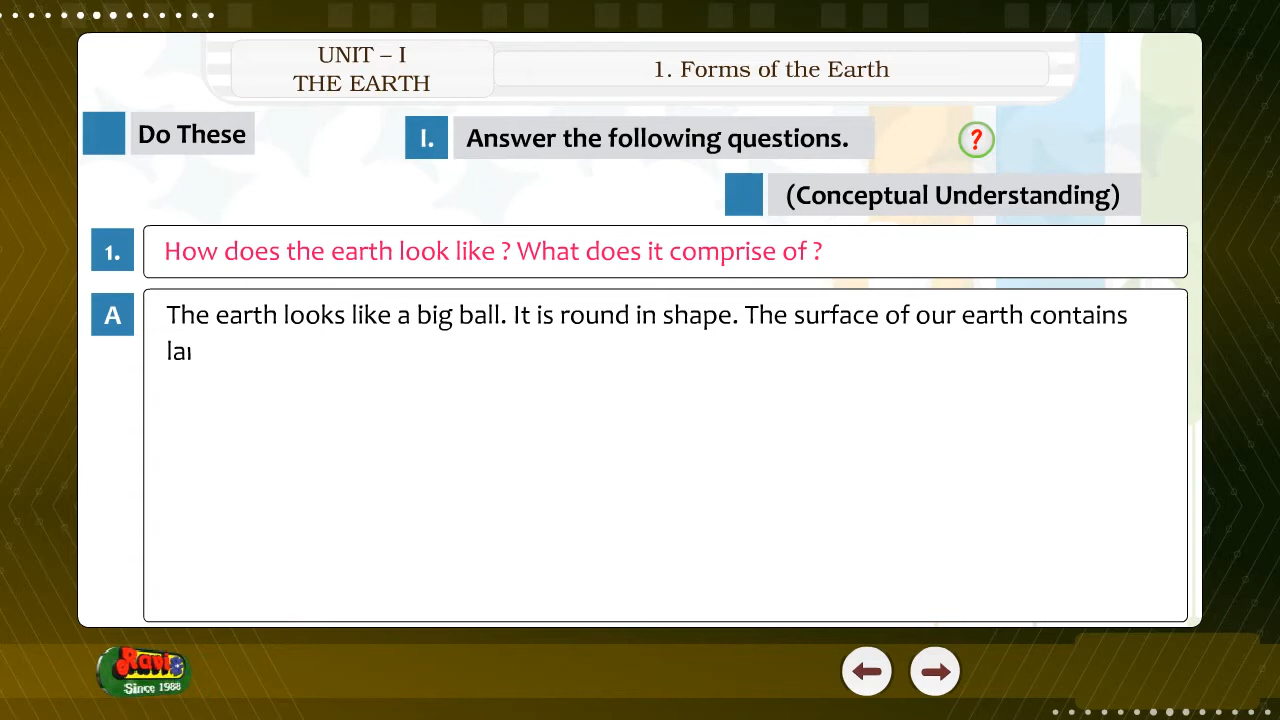 UNIT – I
THE EARTH
1. Forms of the Earth
Do These
I. Answer the following questions. ?
(Conceptual Understanding)
1. How does the earth look like ? What does it comprise of ?
A The earth looks like a big ball. It is round in shape. The surface of our earth contains
Ravi
Since 1988